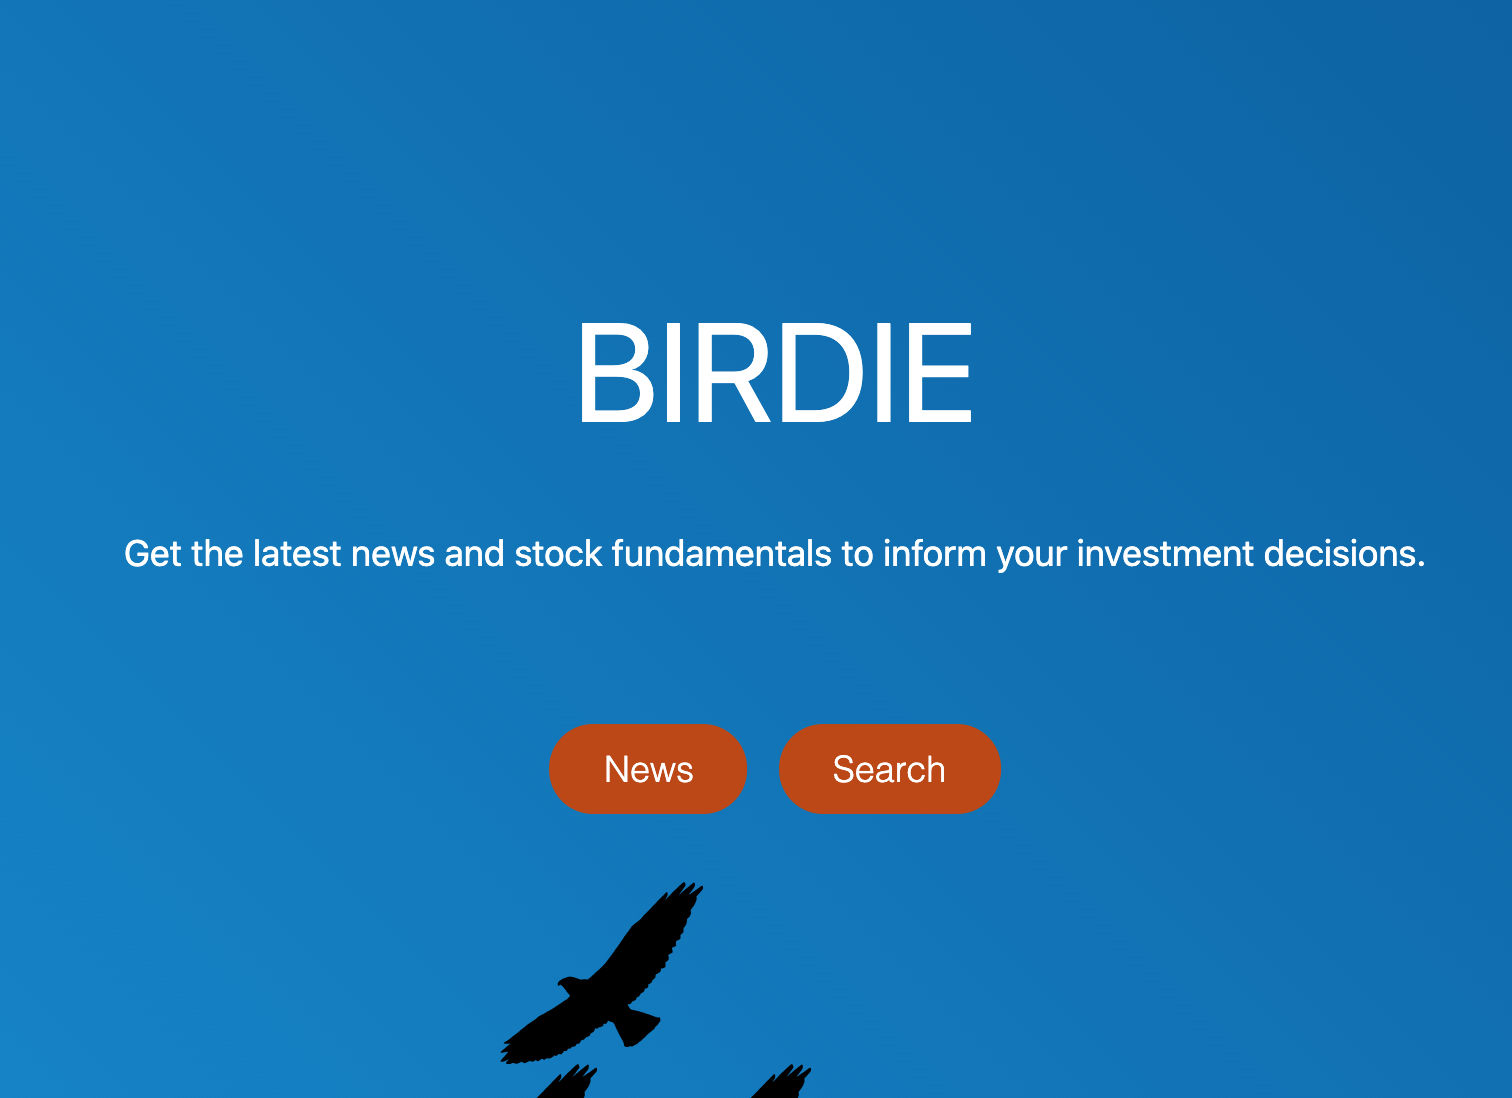 BIRDIE
Get the latest news and stock fundamentals to inform your investment decisions.
News
Search